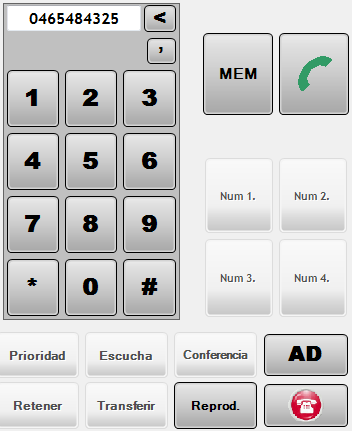 0465484325 <
,
MEM
1 2 3
4 5 6
Num 1. Num 2.
7 8 9
Num 3. Num 4.
* 0 #
Prioridad Escucha Conferencia AD
Retener Transferir Reprod.